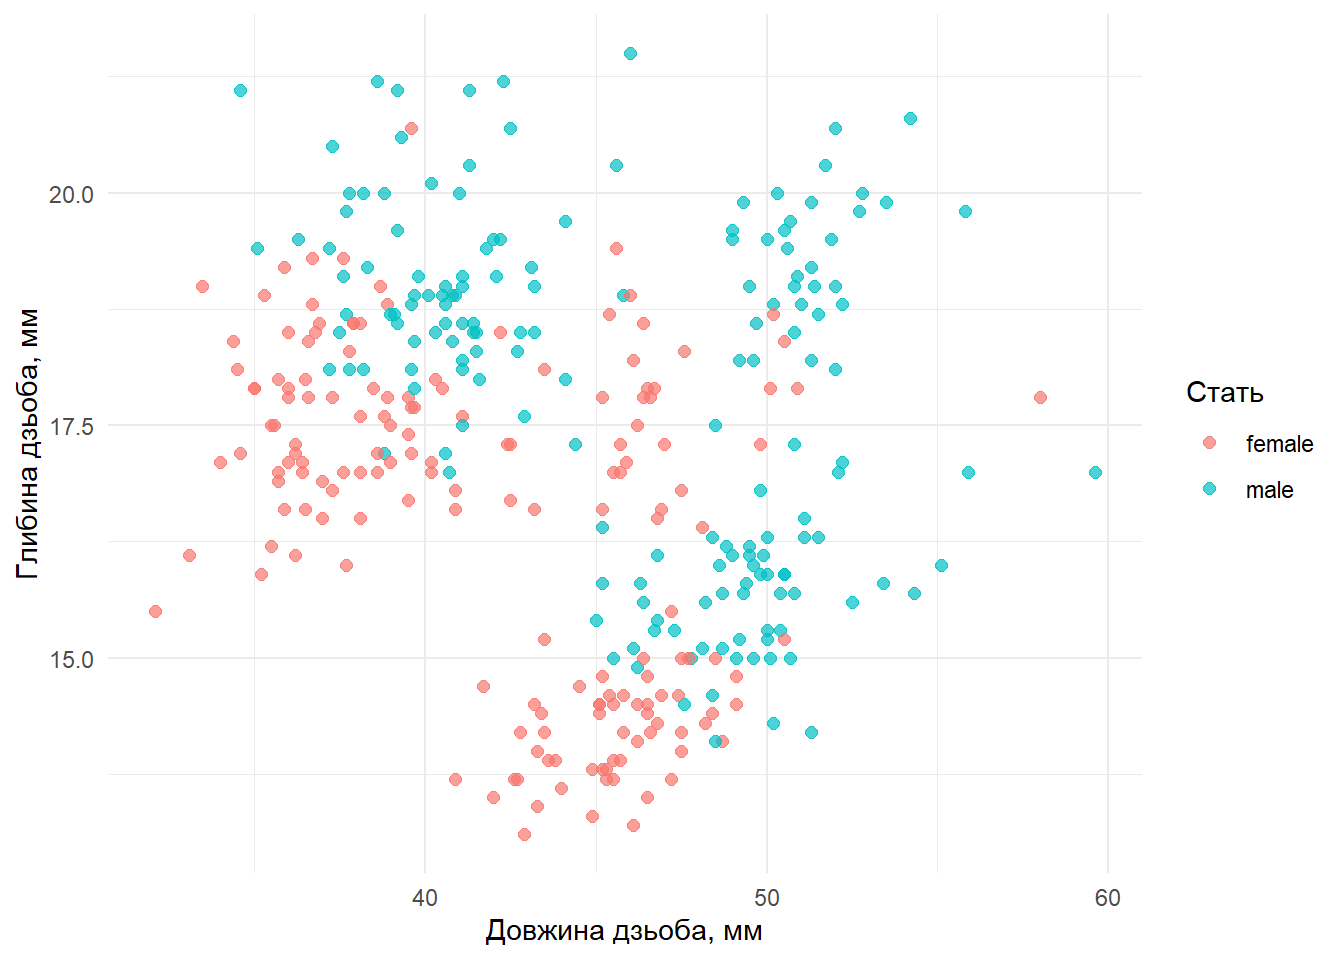 Глибина дзьоба, мм
20.0
17.5
15.0
40
50
60
Довжина дзьоба, мм
Стать
female
male